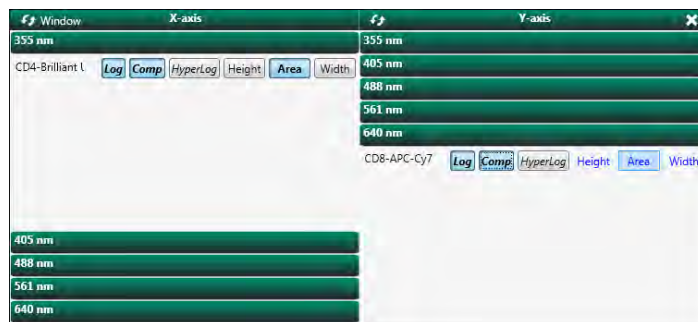 Window X-axis
355 nm
CD4-Brilliant U Log Comp HyperLog Height Area Width
405 nm
488 nm
561 nm
640 nm
Y-axis
355 nm
405 nm
488 nm
561 nm
640 nm
CD8-APC-Cy7 Log Comp HyperLog Height Area Width